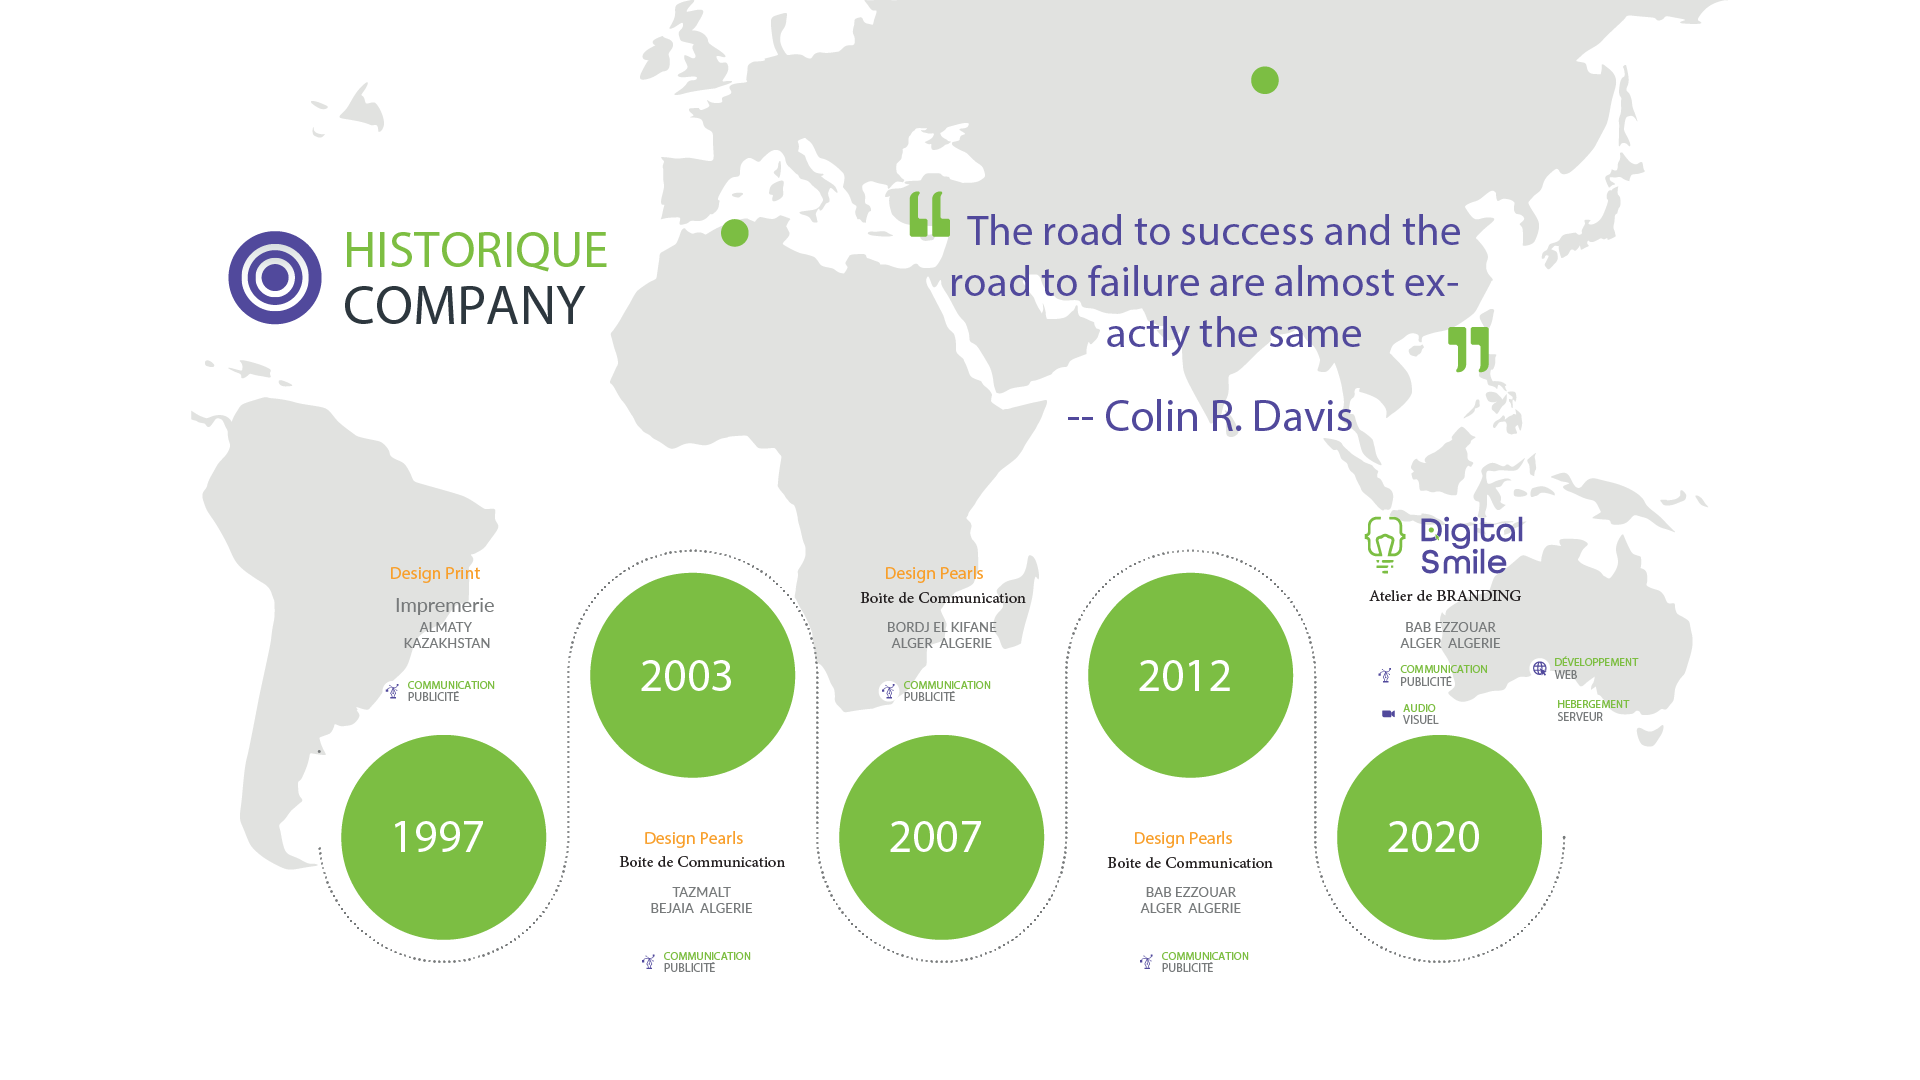 HISTORIQUE
COMPANY
“ The road to success and the
road to failure are almost ex-
actly the same ”
-- Colin R. Davis
Design Print
Impremerie
ALMATY
KAZAKHSTAN
COMMUNICATION
PUBLICITÉ
1997
2003
Design Pearls
Boite de Communication
TAZMALT
BEJAIA ALGERIE
COMMUNICATION
PUBLICITÉ
Design Pearls
Boite de Communication
BORDJ EL KIFANE
ALGER ALGERIE
COMMUNICATION
PUBLICITÉ
2007
2012
Design Pearls
Boite de Communication
BAB EZZOUAR
ALGER ALGERIE
COMMUNICATION
PUBLICITÉ
Digital
Smile
Atelier de BRANDING
BAB EZZOUAR
ALGER ALGERIE
COMMUNICATION
PUBLICITÉ
DÉVELOPPEMENT
WEB
AUDIO
VISUEL
HEBERGEMENT
SERVEUR
2020